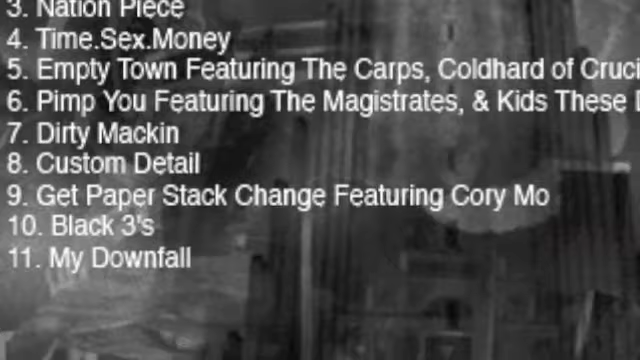 3. Nation Piece
4. Time.Sex.Money
5. Empty Town Featuring The Carps, Coldhard of Cruci
6. Pimp You Featuring The Magistrates, & Kids These
7. Dirty Mackin
8. Custom Detail
9. Get Paper Stack Change Featuring Cory Mo
10. Black 3's
11. My Downfall